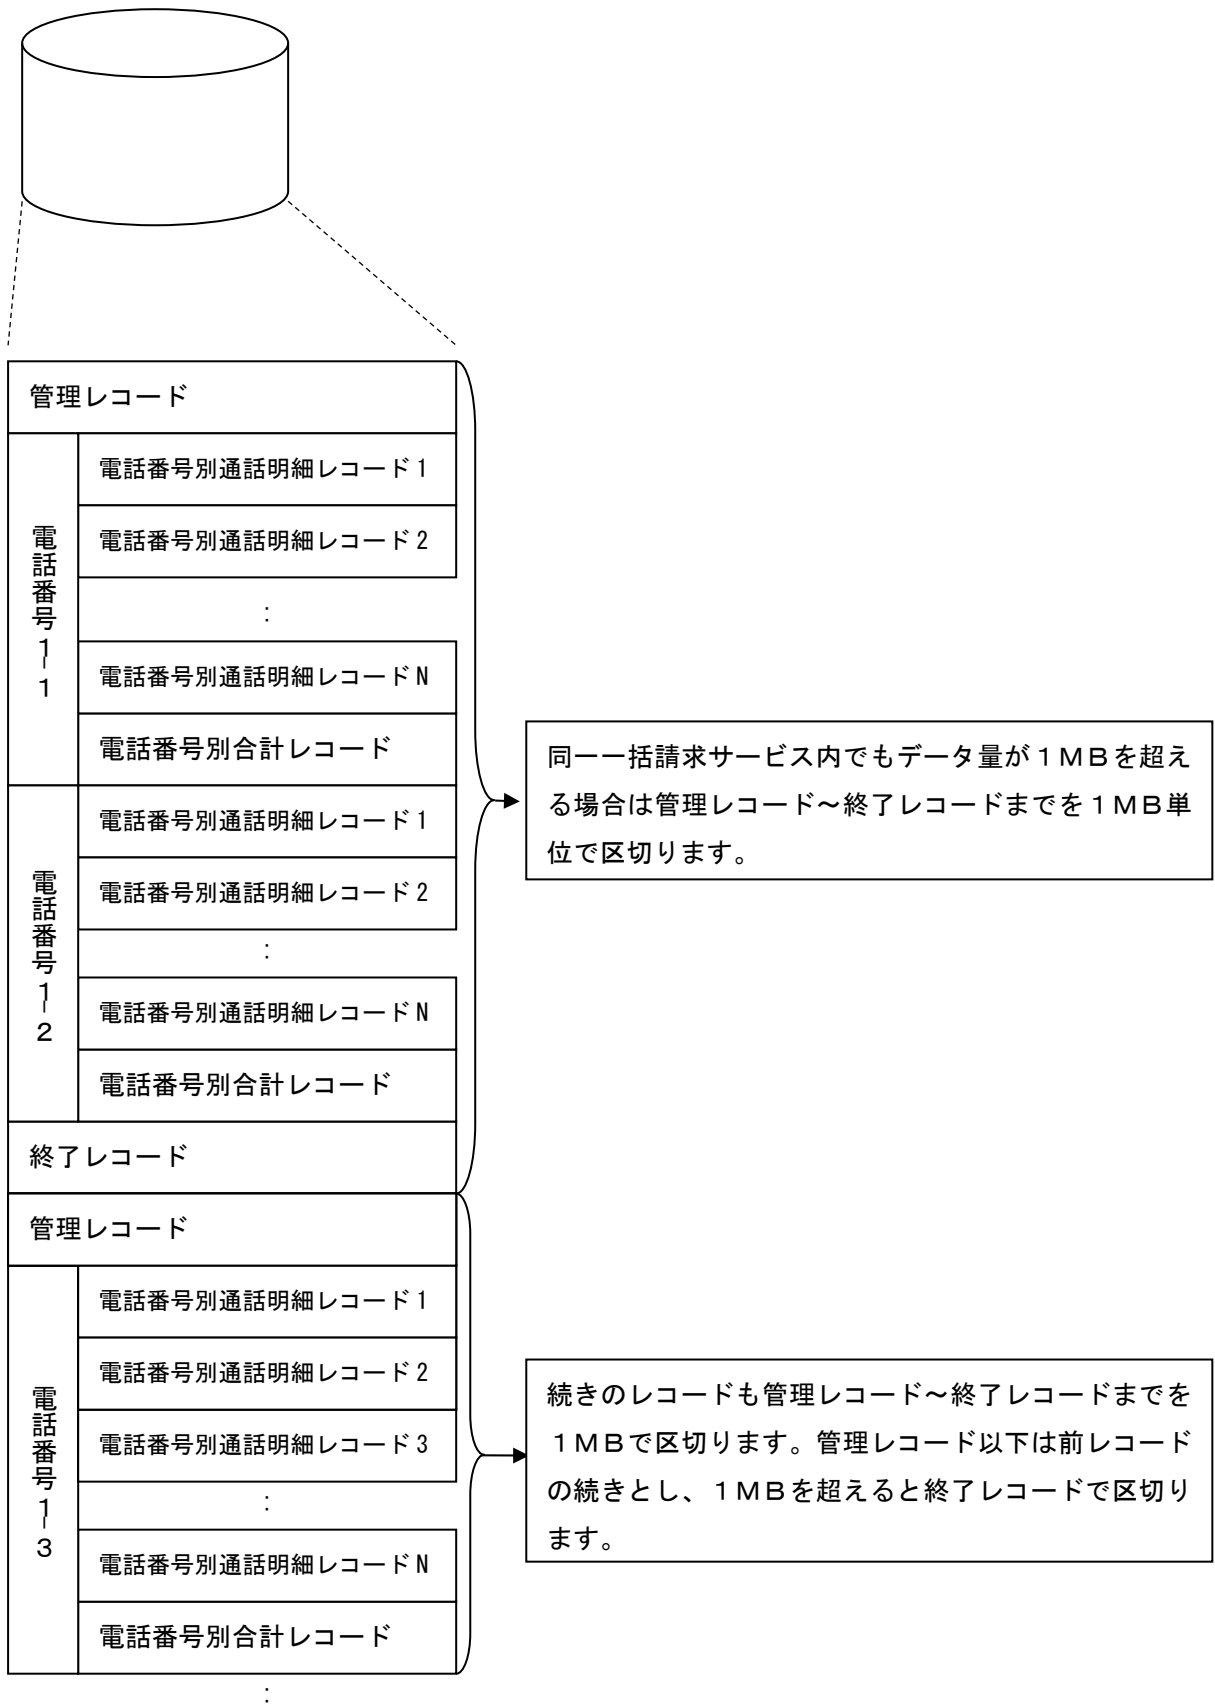 管理レコード
電話番号1-1
電話番号別通話明細レコード1
電話番号別通話明細レコード2
:
電話番号別通話明細レコードN
電話番号別合計レコード
電話番号1-2
電話番号別通話明細レコード1
電話番号別通話明細レコード2
:
電話番号別通話明細レコードN
電話番号別合計レコード
終了レコード
同一一括請求サービス内でもデータ量が1MBを超え
る場合は管理レコード~終了レコードまでを1MB単
位で区切ります。
管理レコード
電話番号1-3
電話番号別通話明細レコード1
電話番号別通話明細レコード2
電話番号別通話明細レコード3
:
電話番号別通話明細レコードN
電話番号別合計レコード
:
続きのレコードも管理レコード~終了レコードまでを
1MBで区切ります。管理レコード以下は前レコード
の続きとし、1MBを超えると終了レコードで区切り
ます。